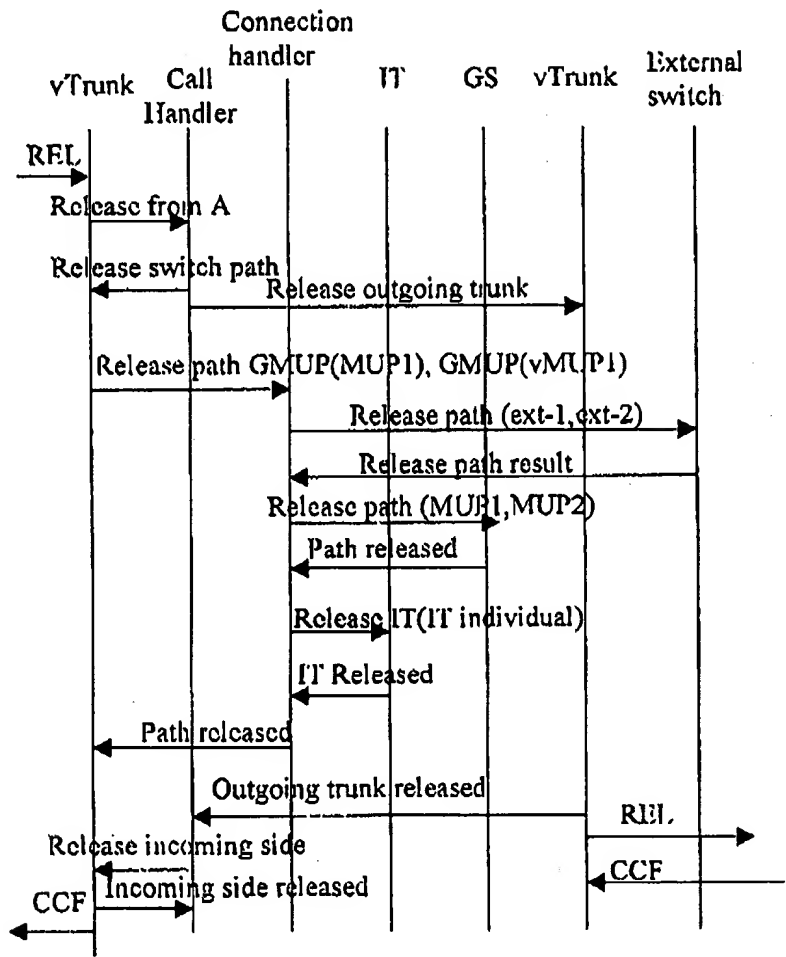 Connection
handler
vTrunk
Call
Handler
IT
GS
vTrunk
External
switch
REL
Release from A
Release switch path
Release outgoing trunk
Release path GMUP(MUP1), GMUP(vMUP1)
Release path (ext-1,ext-2)
Release path result
Release path (MUP1,MUP2)
Path released
Release IT(IT individual)
IT Released
Path released
Outgoing trunk released
REL
Release incoming side
CCF
Incoming side released
CCF